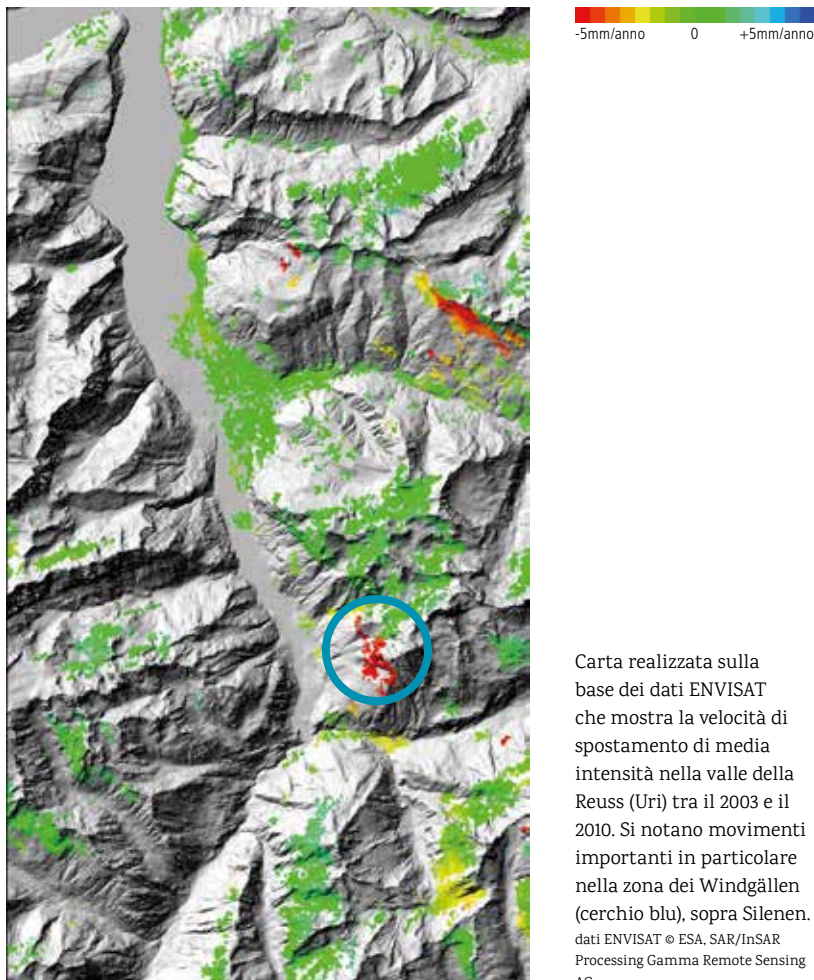 -5mm/anno 0 +5mm/anno
Carta realizzata sulla
base dei dati ENVISAT
che mostra la velocità di
spostamento di media
intensità nella valle della
Reuss (Uri) tra il 2003 e il
2010. Si notano movimenti
importanti in particolare
nella zona dei Windgällen
(cerchio blu), sopra Silenen.
dati ENVISAT © ESA, SAR/InSAR
Processing Gamma Remote Sensing